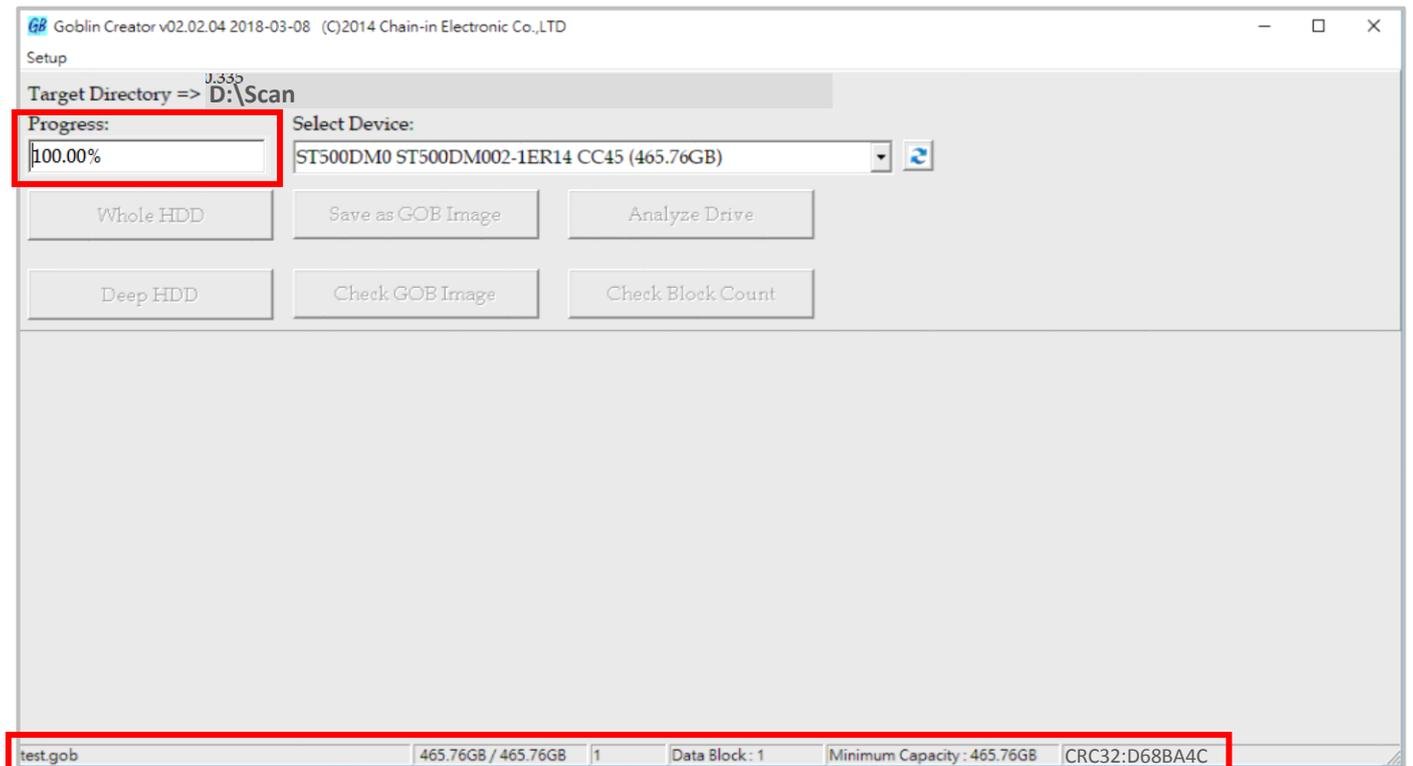 GB Goblin Creator v02.02.04 2018-03-08 (C)2014 Chain-in Electronic Co.,LTD
Setup
0.335
Target Directory => D:\Scan
Progress: Select Device:
100.00% ST500DM0 ST500DM002-1ER14 CC45 (465.76GB)
Whole HDD Save as GOB Image Analyze Drive
Deep HDD Check GOB Image Check Block Count
test.gob 465.76GB / 465.76GB 1 Data Block : 1 Minimum Capacity : 465.76GB CRC32:D68BA4C